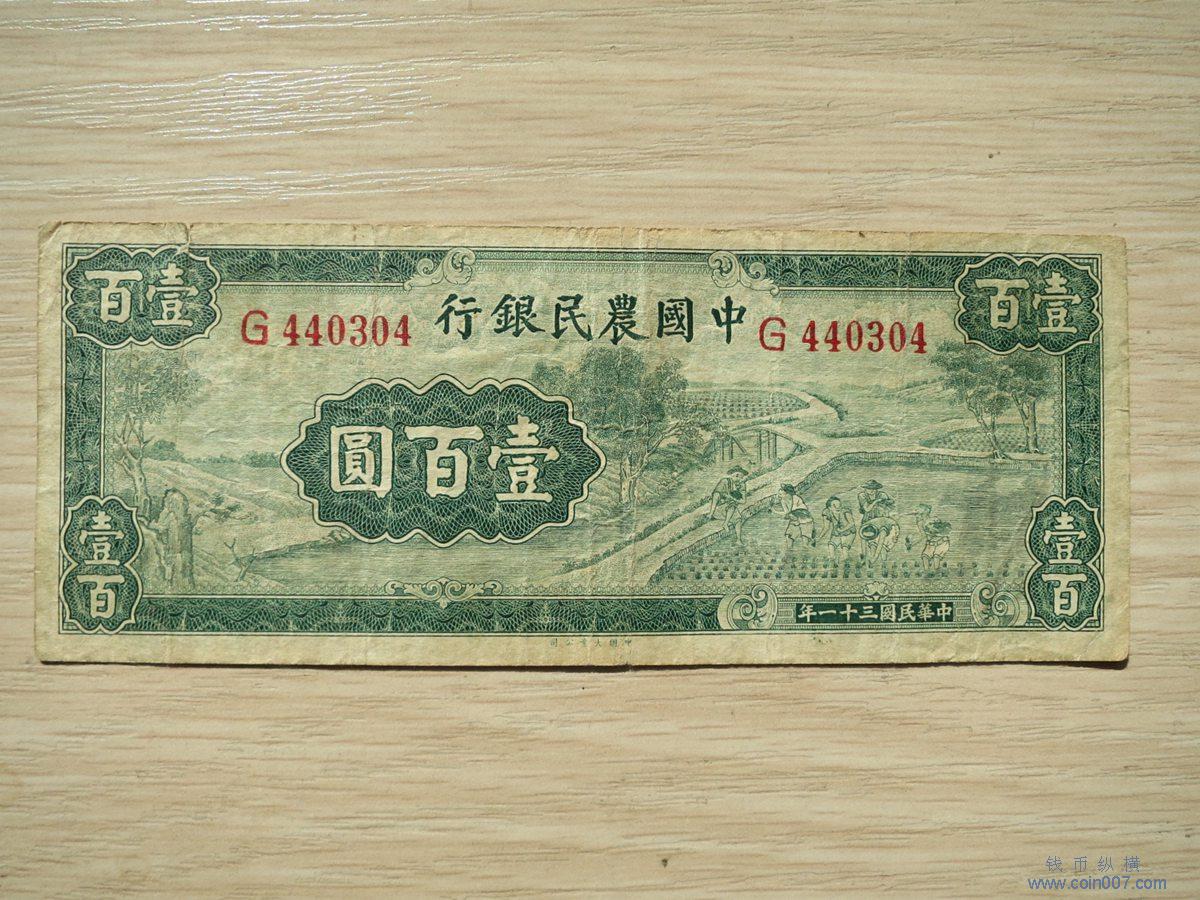 壹百
壹百
中國農民銀行
G 440304
G 440304
壹百圓
壹百
壹百
中華民國三十一年
钱币纵横
www.coin007.com